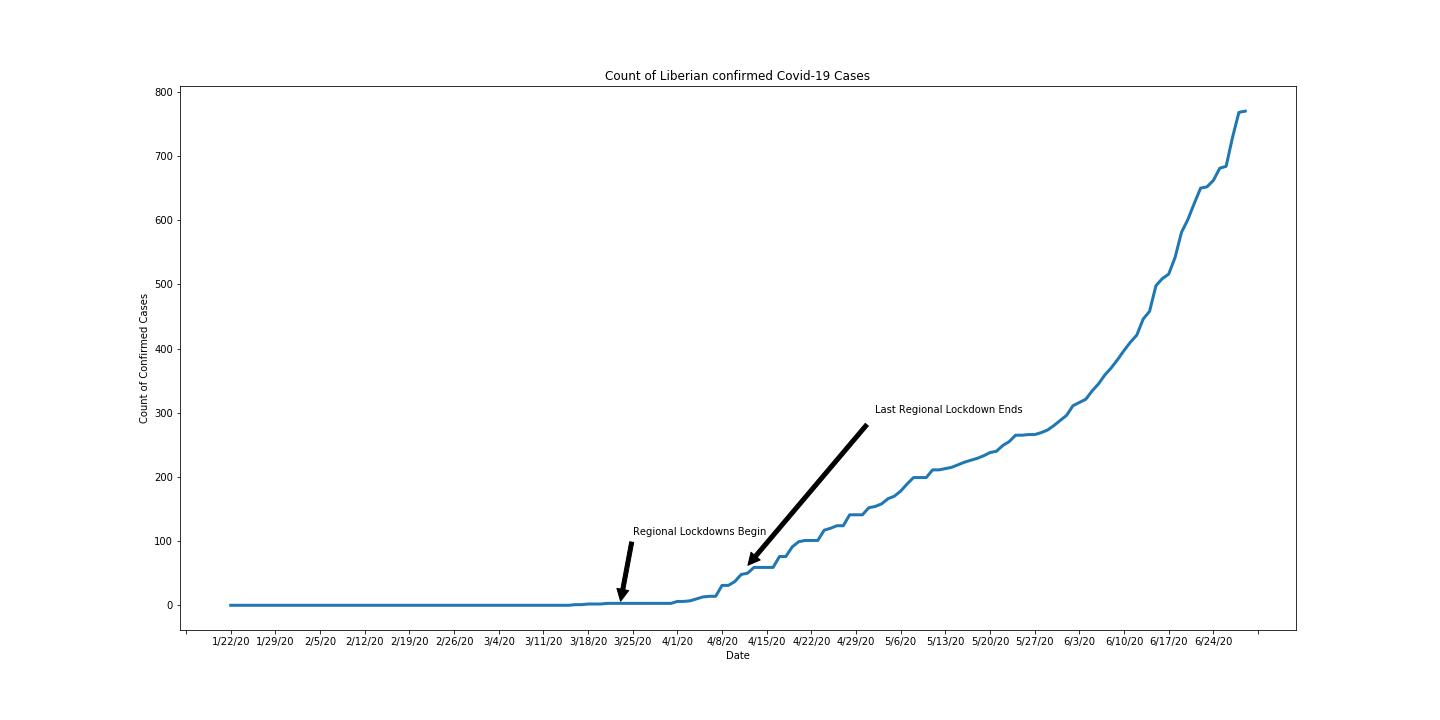 Count of Liberian confirmed Covid-19 Cases
800
700
600
500
400
300
200
100
0
Count of Confirmed Cases
Last Regional Lockdown Ends
Regional Lockdowns Begin
1/22/20 1/29/20 2/5/20 2/12/20 2/19/20 2/26/20 3/4/20 3/11/20 3/18/20 3/25/20 4/1/20 4/8/20 4/15/20 4/22/20 4/29/20 5/6/20 5/13/20 5/20/20 5/27/20 6/3/20 6/10/20 6/17/20 6/24/20
Date